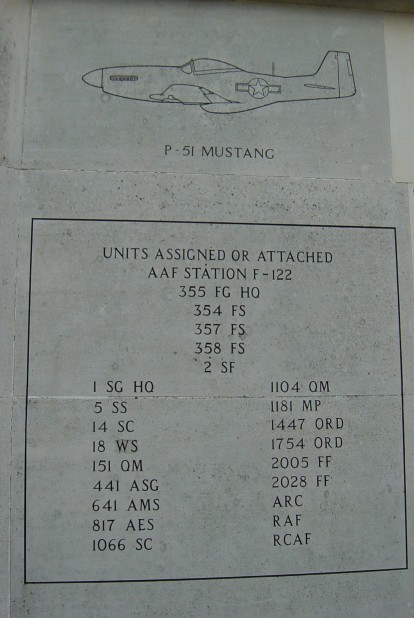 P-51 MUSTANG
UNITS ASSIGNED OR ATTACHED
AAF STATION F-122
355 FG HQ
354 FS
357 FS
358 FS
2 SF
1 SG HQ
5 SS
14 SC
18 WS
151 QM
441 ASG
641 AMS
817 AES
1066 SC
1104 QM
1181 MP
1447 ORD
1754 ORD
2005 FF
2028 FF
ARC
RAF
RCAF